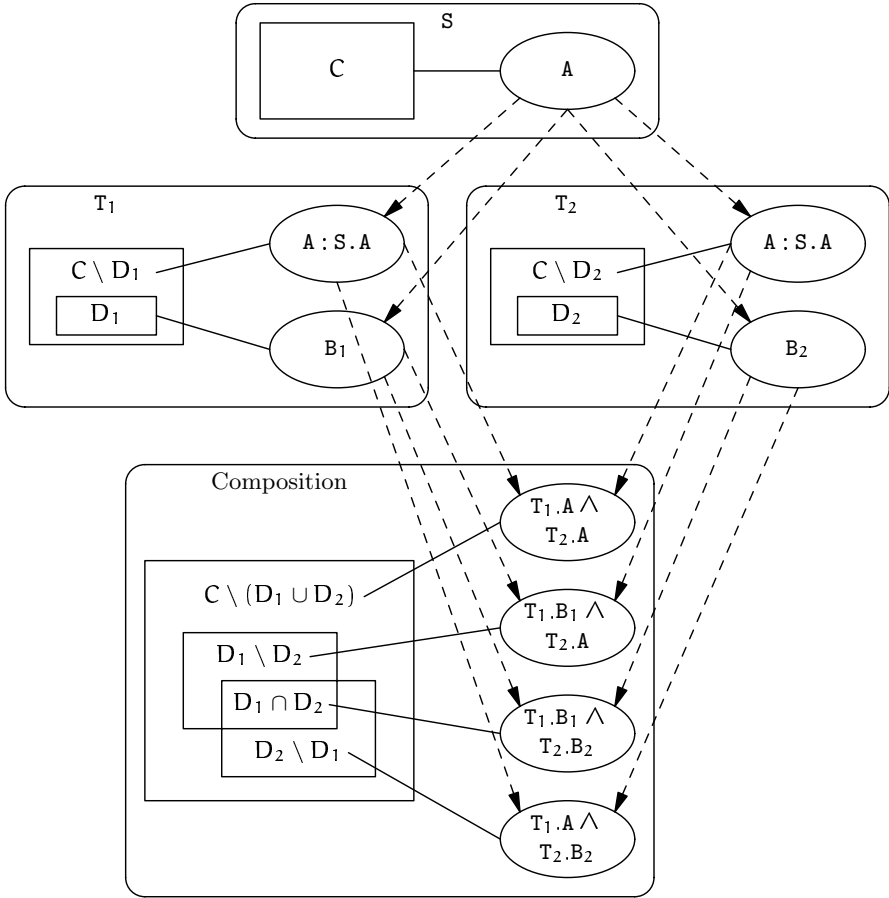 S
C
A
T₁
A : S.A
C \ D₁
D₁
B₁
T₂
A : S.A
C \ D₂
D₂
B₂
Composition
T₁.A ∧
T₂.A
C \ (D₁ ∪ D₂)
T₁.B₁ ∧
T₂.A
D₁ \ D₂
D₁ ∩ D₂
T₁.B₁ ∧
T₂.B₂
D₂ \ D₁
T₁.A ∧
T₂.B₂